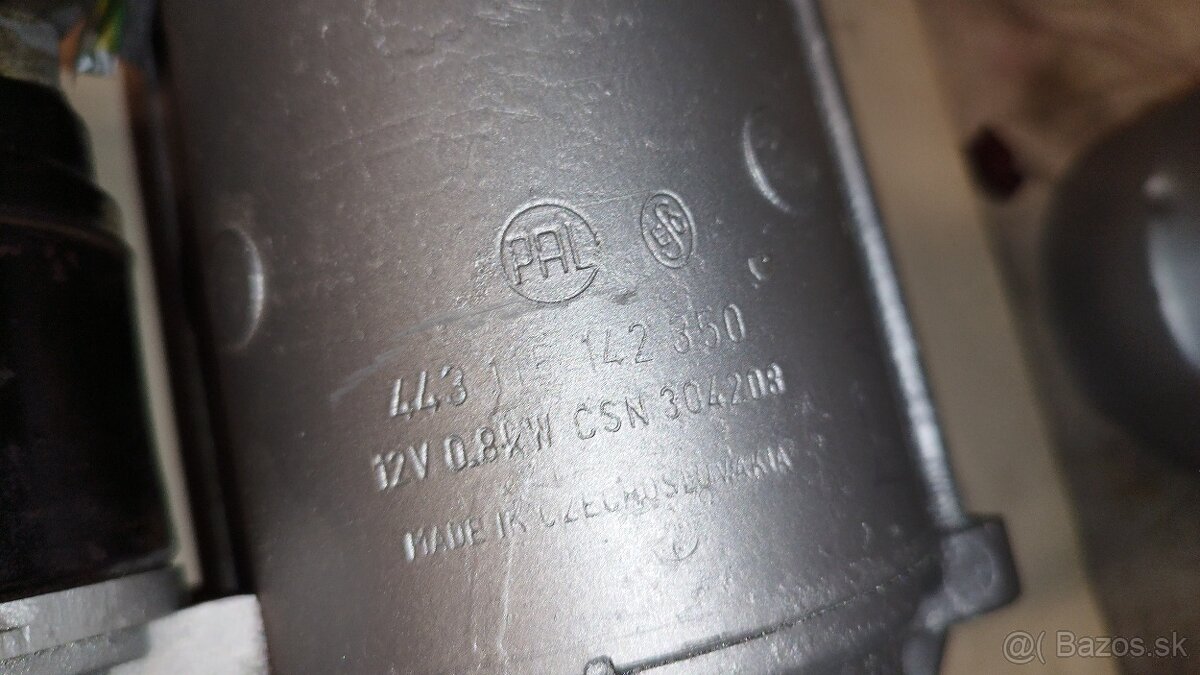 PAL
443 115 142 350
12V 0.8kW CSN 304208
MADE IN CZECHOSLOVAKIA
@( Bazos.sk